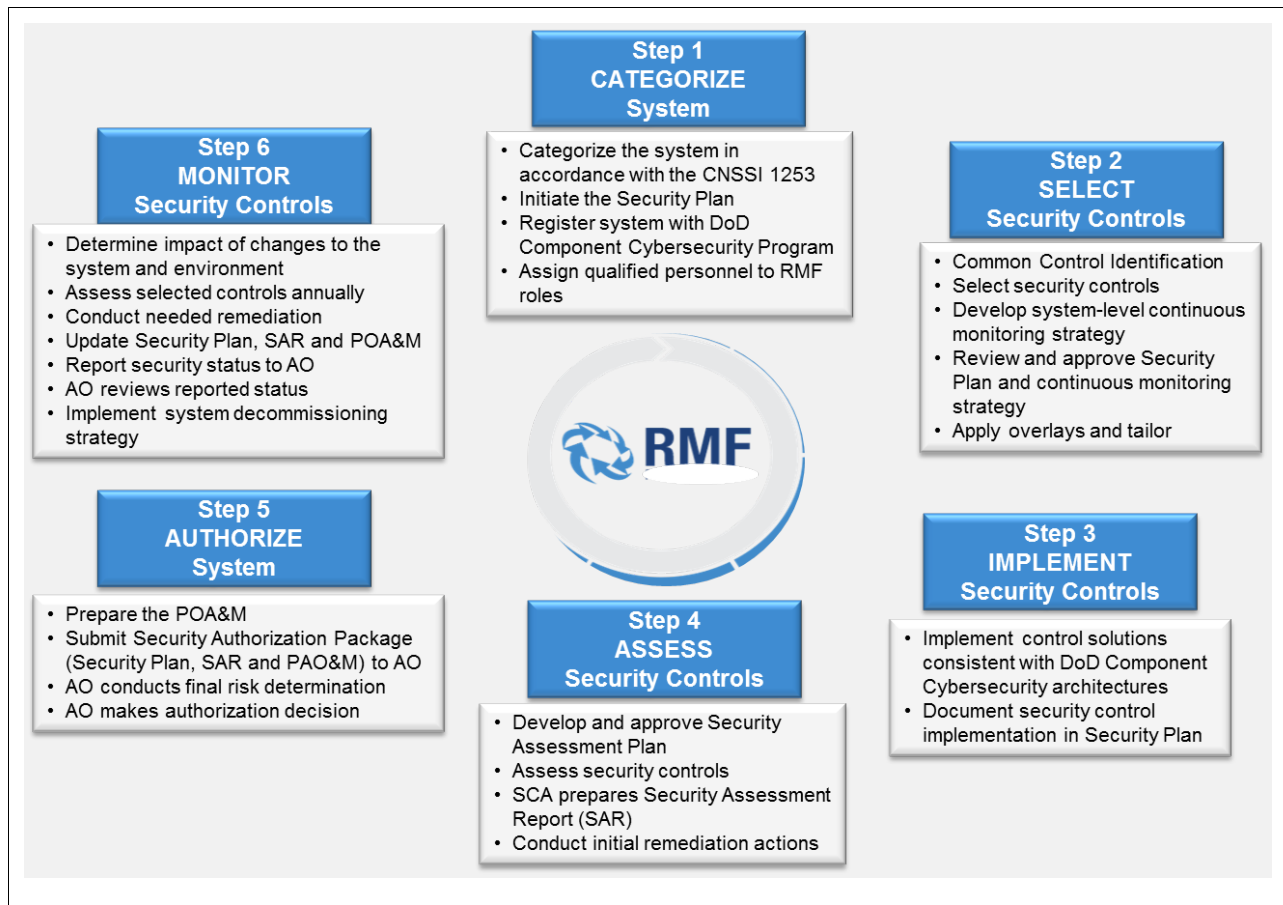 Step 1
CATEGORIZE
System
• Categorize the system in
accordance with the CNSSI 1253
• Initiate the Security Plan
• Register system with DoD
Component Cybersecurity Program
• Assign qualified personnel to RMF
roles
Step 2
SELECT
Security Controls
• Common Control Identification
• Select security controls
• Develop system-level continuous
monitoring strategy
• Review and approve Security
Plan and continuous monitoring
strategy
• Apply overlays and tailor
Step 3
IMPLEMENT
Security Controls
• Implement control solutions
consistent with DoD Component
Cybersecurity architectures
• Document security control
implementation in Security Plan
Step 4
ASSESS
Security Controls
• Develop and approve Security
Assessment Plan
• Assess security controls
• SCA prepares Security Assessment
Report (SAR)
• Conduct initial remediation actions
Step 5
AUTHORIZE
System
• Prepare the POA&M
• Submit Security Authorization Package
(Security Plan, SAR and PAO&M) to AO
• AO conducts final risk determination
• AO makes authorization decision
Step 6
MONITOR
Security Controls
• Determine impact of changes to the
system and environment
• Assess selected controls annually
• Conduct needed remediation
• Update Security Plan, SAR and POA&M
• Report security status to AO
• AO reviews reported status
• Implement system decommissioning
strategy
RMF